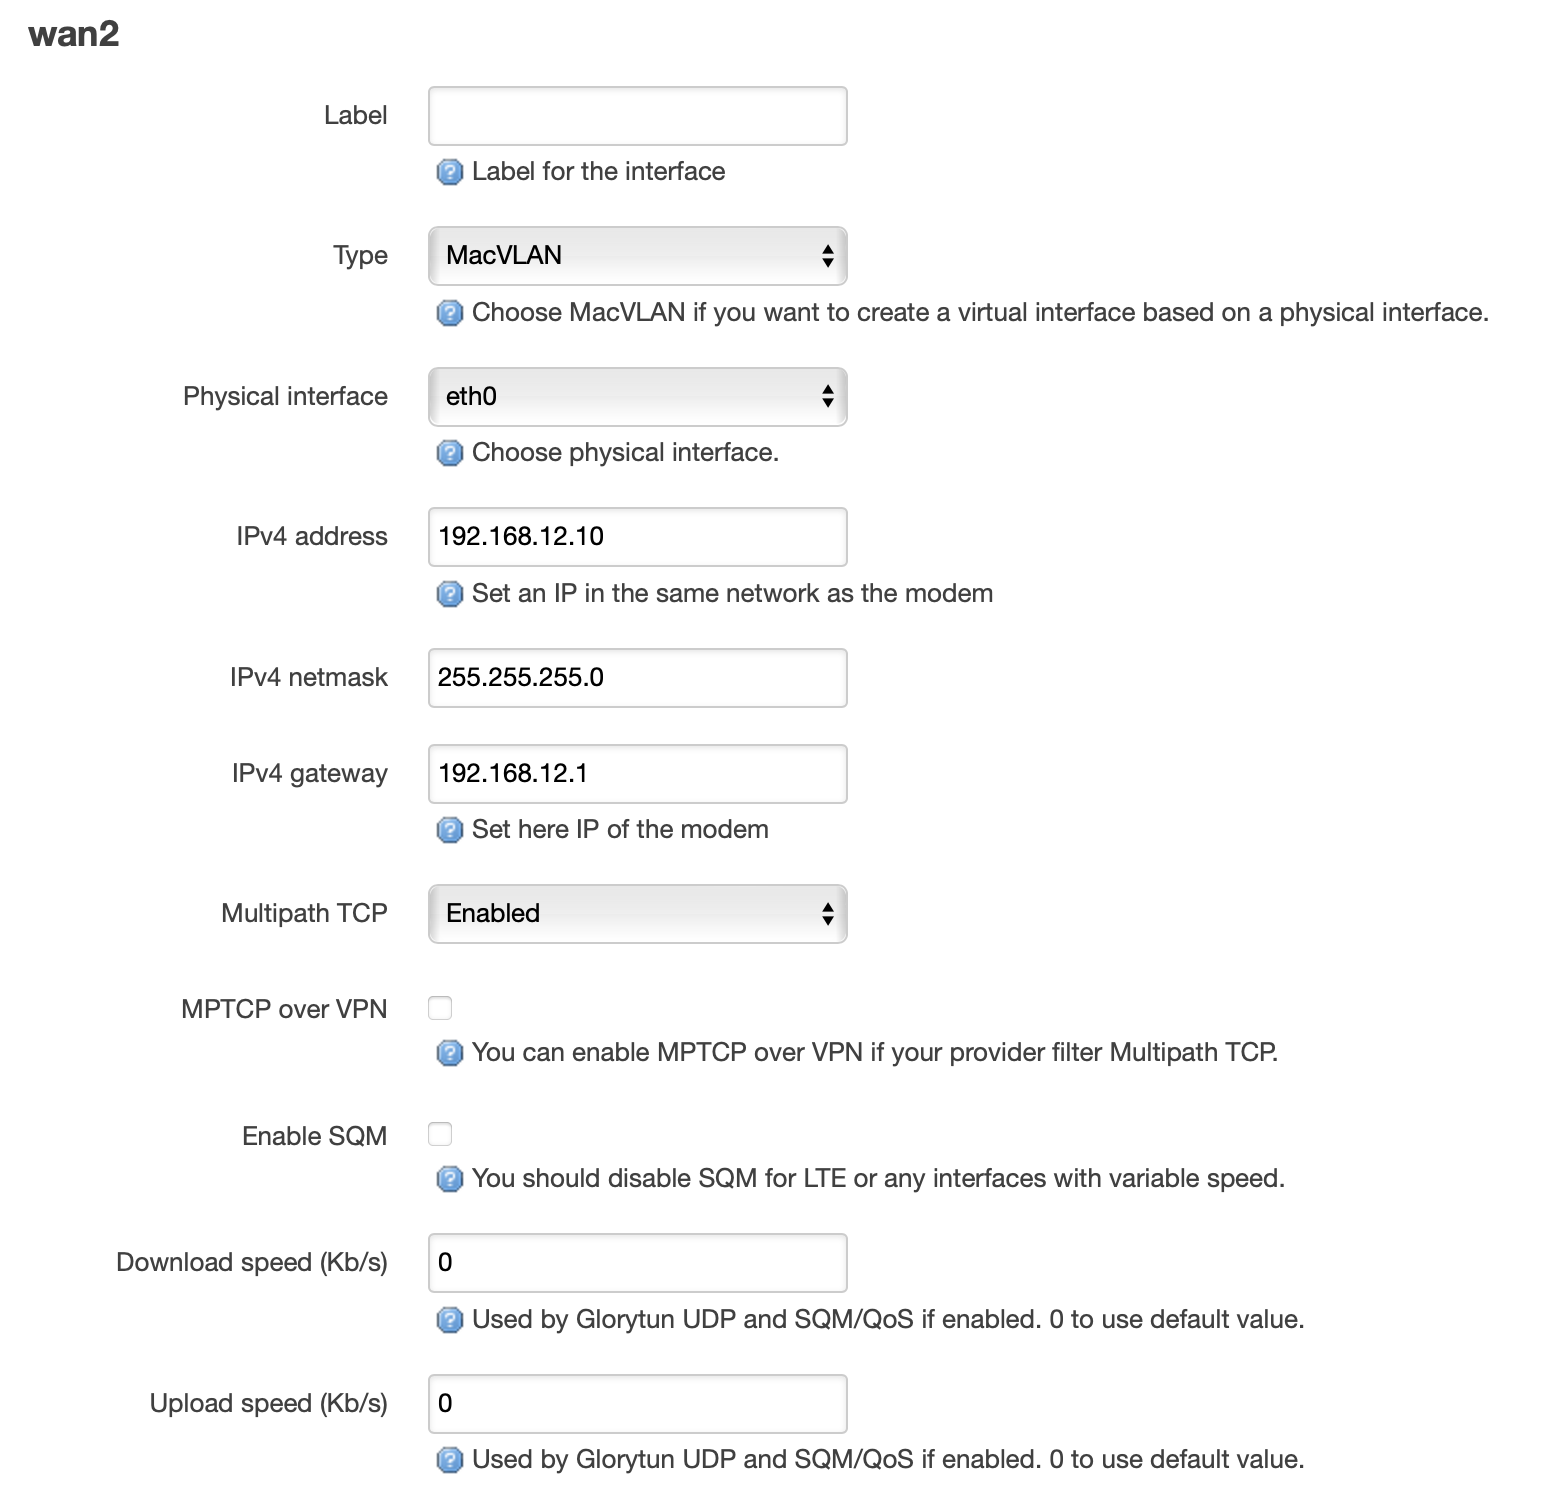 wan2
Label
Label for the interface
Type
MacVLAN
Choose MacVLAN if you want to create a virtual interface based on a physical interface.
Physical interface
eth0
Choose physical interface.
IPv4 address
192.168.12.10
Set an IP in the same network as the modem
IPv4 netmask
255.255.255.0
IPv4 gateway
192.168.12.1
Set here IP of the modem
Multipath TCP
Enabled
MPTCP over VPN
You can enable MPTCP over VPN if your provider filter Multipath TCP.
Enable SQM
You should disable SQM for LTE or any interfaces with variable speed.
Download speed (Kb/s)
0
Used by Glorytun UDP and SQM/QoS if enabled. 0 to use default value.
Upload speed (Kb/s)
0
Used by Glorytun UDP and SQM/QoS if enabled. 0 to use default value.